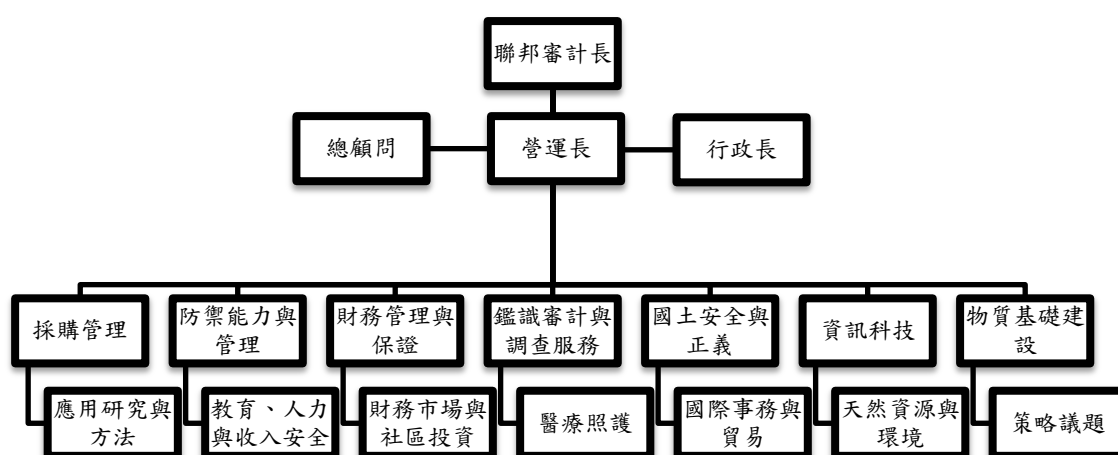 聯邦審計長
總顧問
營運長
行政長
採購管理
防禦能力與
管理
財務管理與
保證
鑑識審計與
調查服務
國土安全與
正義
資訊科技
物質基礎建
設
應用研究與
方法
教育、人力
與收入安全
財務市場與
社區投資
醫療照護
國際事務與
貿易
天然資源與
環境
策略議題